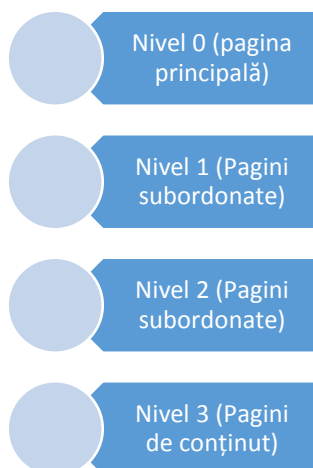 Nivel 0 (pagina
principală)
Nivel 1 (Pagini
subordonate)
Nivel 2 (Pagini
subordonate)
Nivel 3 (Pagini
de conținut)